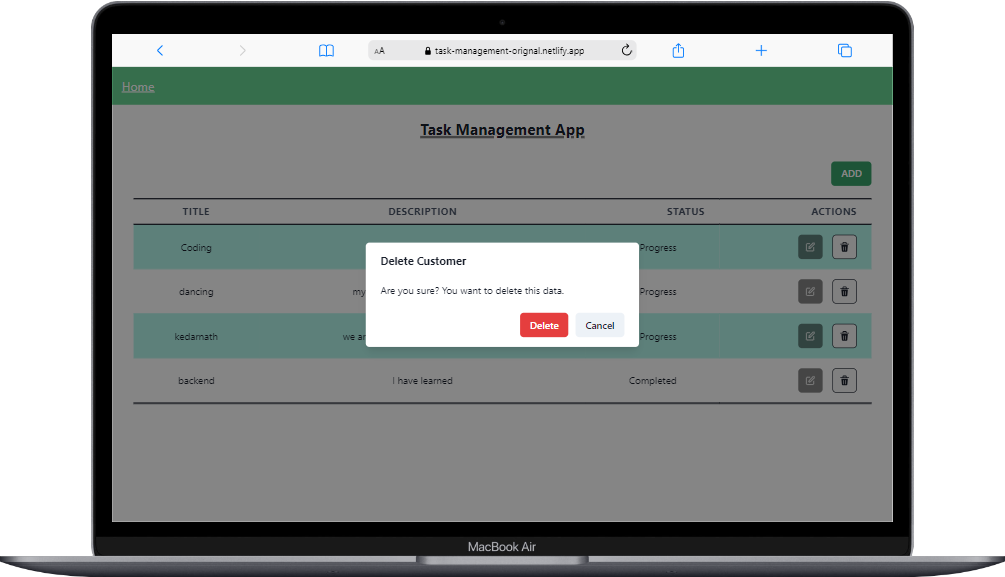 AA task-management-orignal.netlify.app
Home
Task Management App
ADD
TITLE DESCRIPTION STATUS ACTIONS
Coding Progress
dancing my Progress
kedarnath we Progress
backend I have learned Completed
Delete Customer
Are you sure? You want to delete this data.
Delete Cancel
MacBook Air